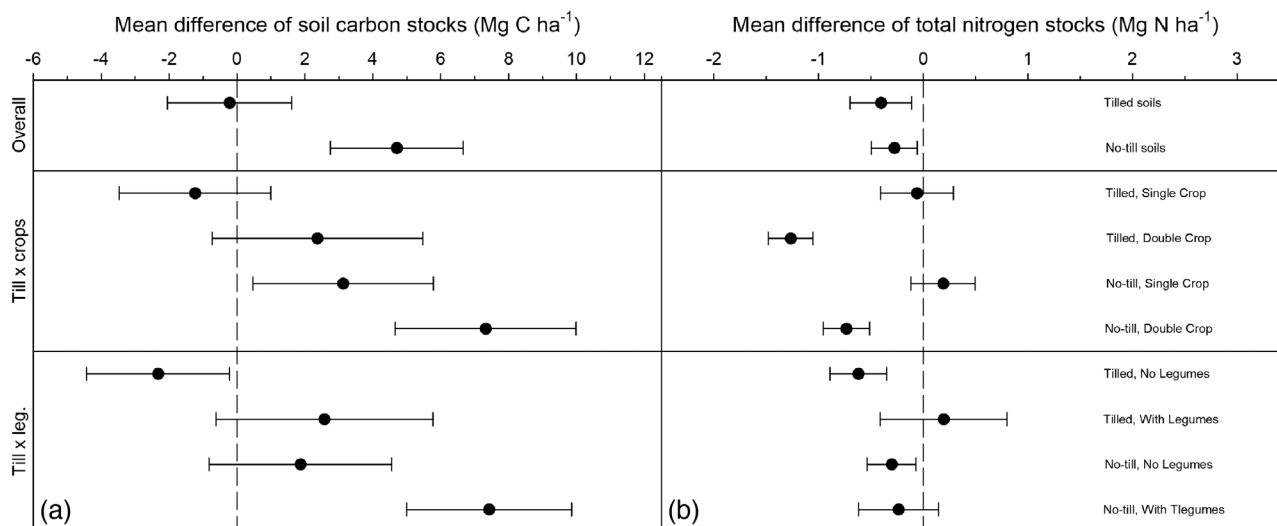 Mean difference of soil carbon stocks (Mg C ha⁻¹)
Mean difference of total nitrogen stocks (Mg N ha⁻¹)
-6 -4 -2 0 2 4 6 8 10 12
-2 -1 0 1 2 3
Overall
Tilled soils
No-till soils
Till x crops
Tilled, Single Crop
Tilled, Double Crop
No-till, Single Crop
No-till, Double Crop
Till x leg.
Tilled, No Legumes
Tilled, With Legumes
No-till, No Legumes
No-till, With Tlegumes
(a)
(b)